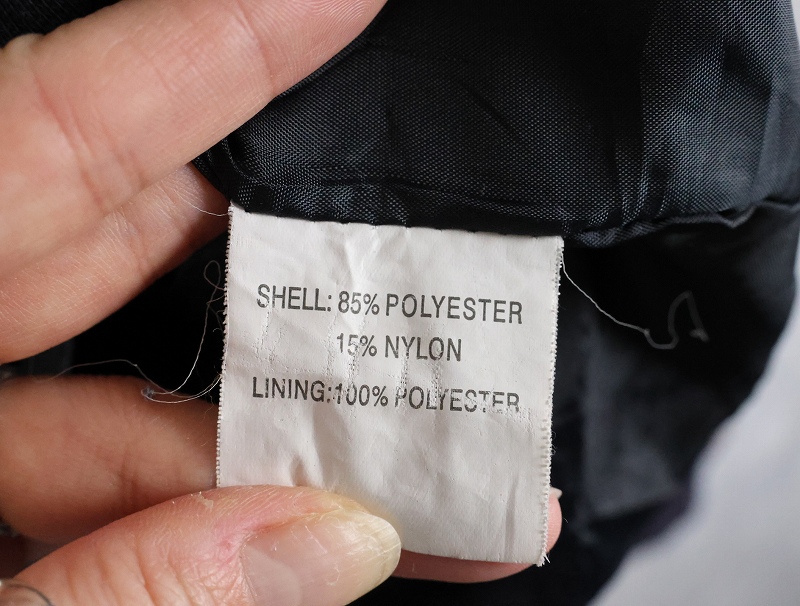 SHELL: 85% POLYESTER
15% NYLON
LINING:100% POLYESTER